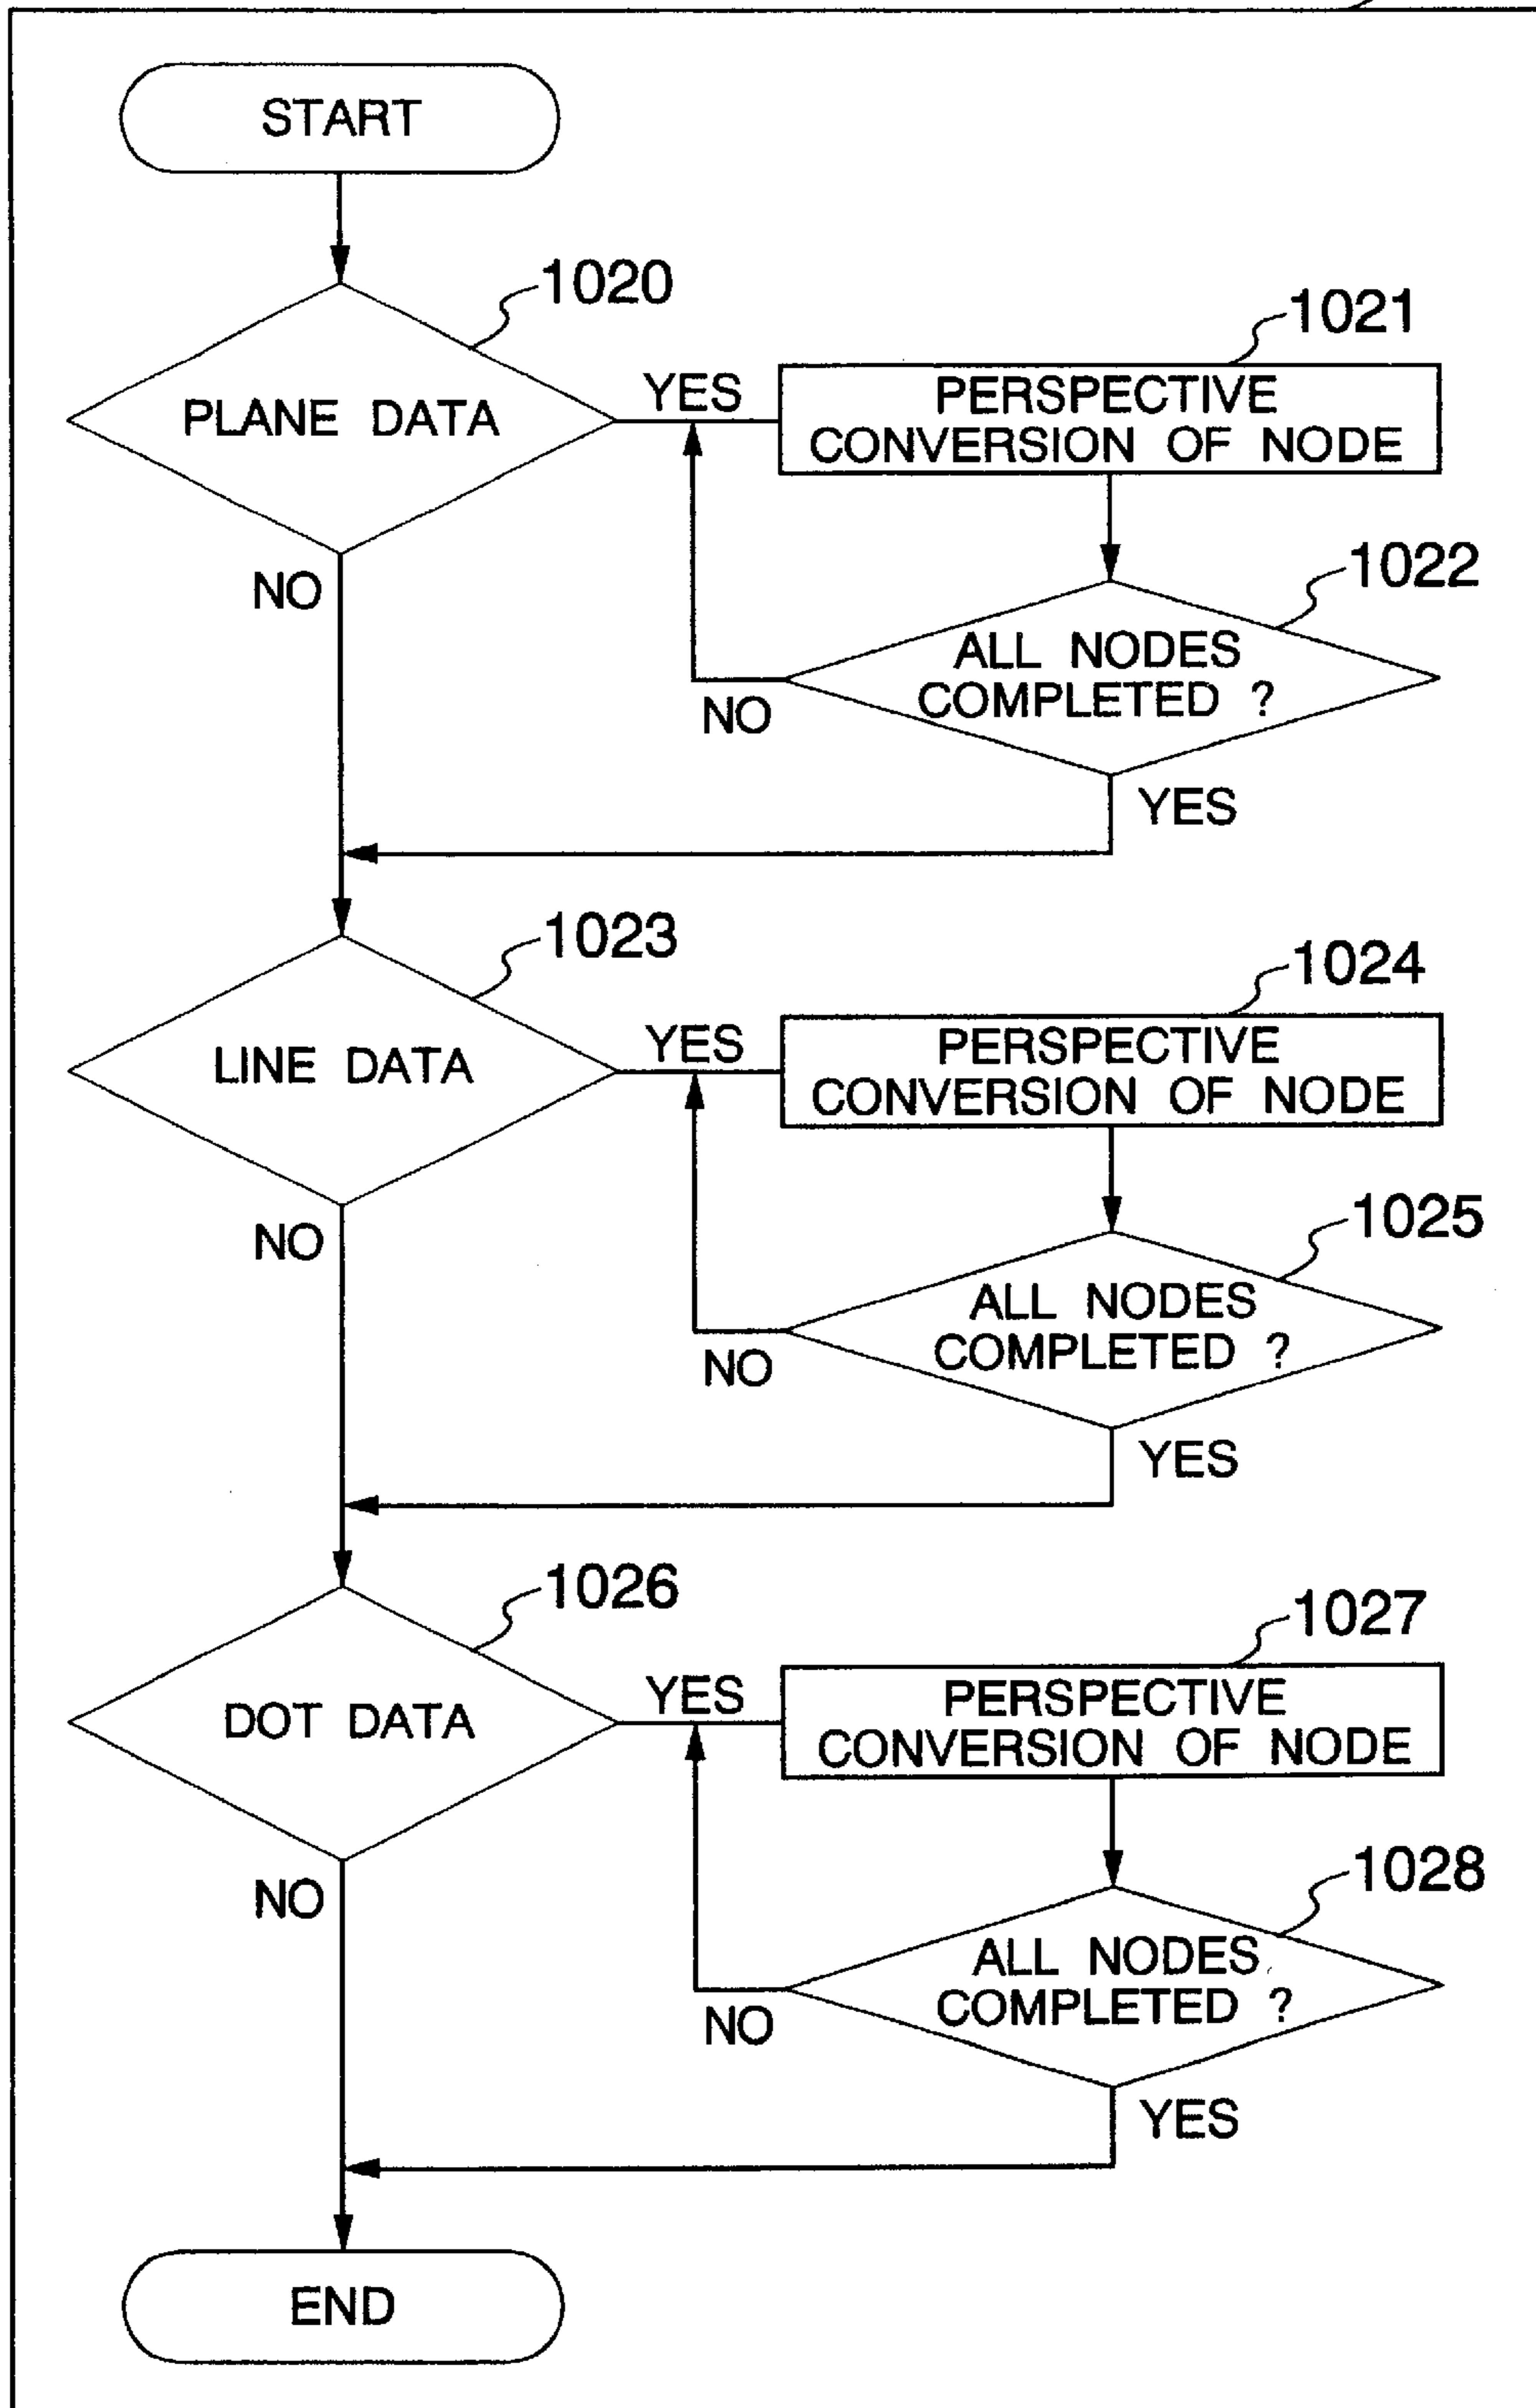 START
1020
PLANE DATA
YES
1021
PERSPECTIVE
CONVERSION OF NODE
1022
ALL NODES
COMPLETED ?
NO
NO
YES
1023
LINE DATA
YES
1024
PERSPECTIVE
CONVERSION OF NODE
1025
ALL NODES
COMPLETED ?
NO
NO
YES
1026
DOT DATA
YES
1027
PERSPECTIVE
CONVERSION OF NODE
1028
ALL NODES
COMPLETED ?
NO
NO
YES
END